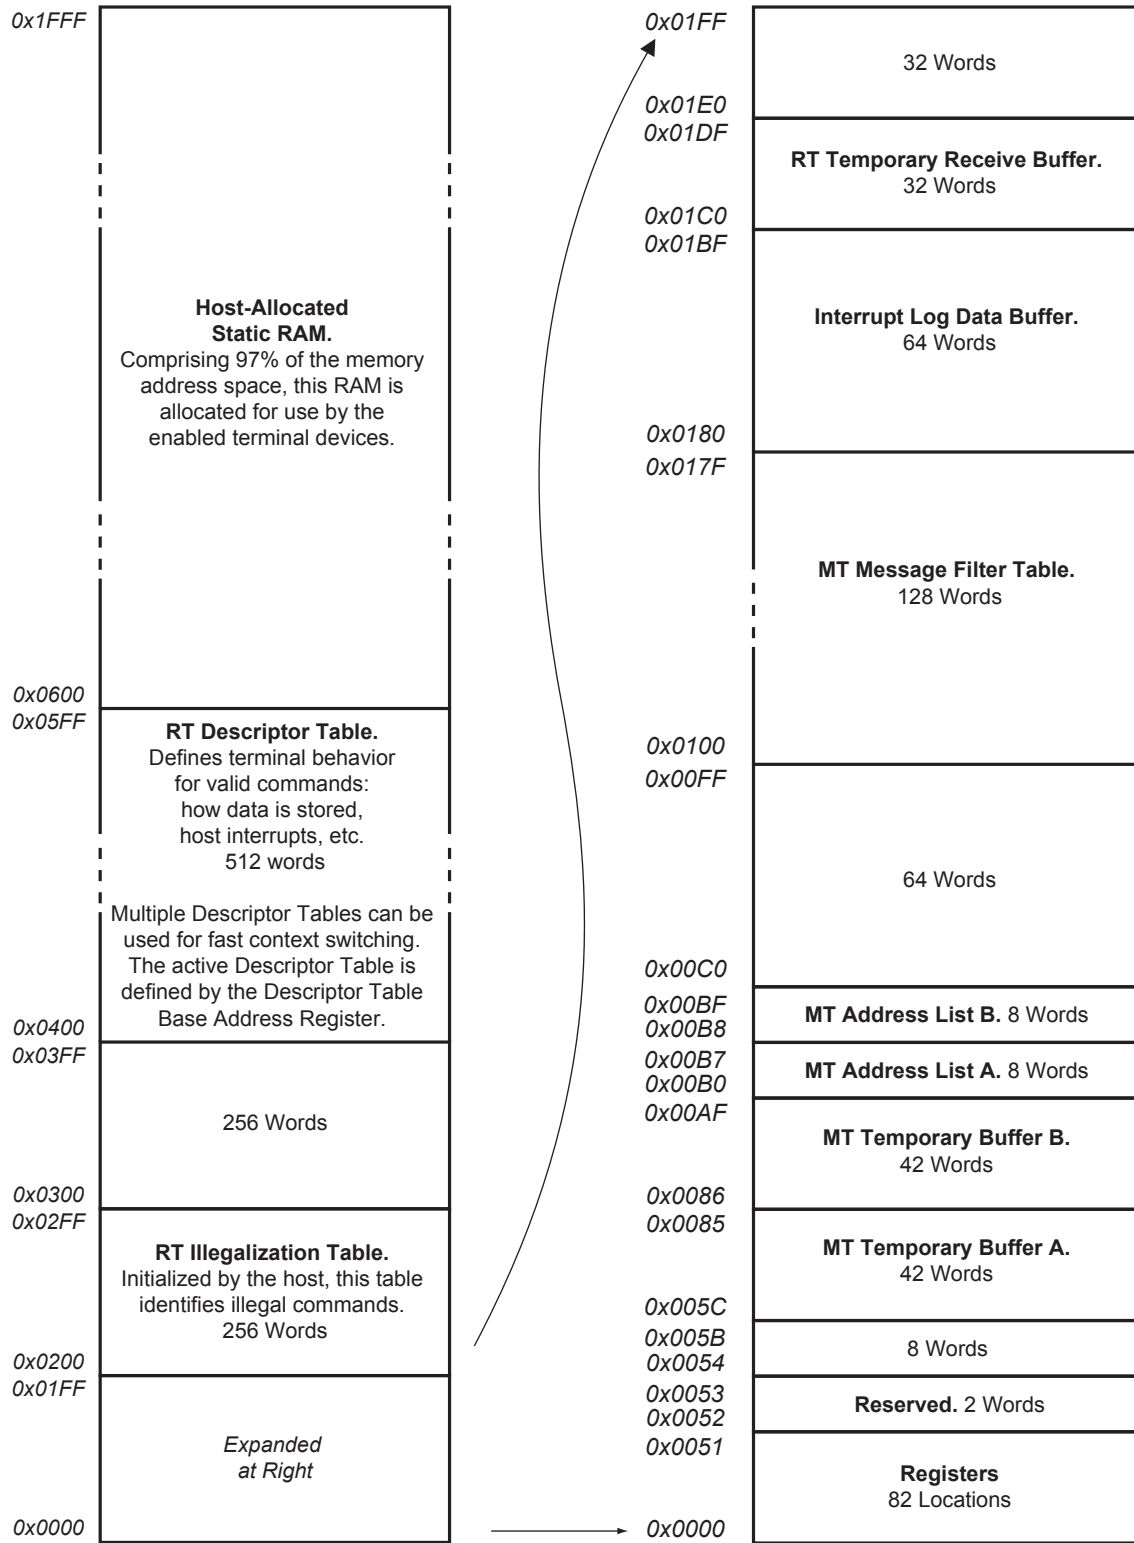 0x1FFF
Host-Allocated
Static RAM.
Comprising 97% of the memory
address space, this RAM is
allocated for use by the
enabled terminal devices.
0x0600
0x05FF
RT Descriptor Table.
Defines terminal behavior
for valid commands:
how data is stored,
host interrupts, etc.
512 words
Multiple Descriptor Tables can be
used for fast context switching.
The active Descriptor Table is
defined by the Descriptor Table
Base Address Register.
0x0400
0x03FF
256 Words
0x0300
0x02FF
RT Illegalization Table.
Initialized by the host, this table
identifies illegal commands.
256 Words
0x0200
0x01FF
Expanded
at Right
0x0000
0x01FF
32 Words
0x01E0
0x01DF
RT Temporary Receive Buffer.
32 Words
0x01C0
0x01BF
Interrupt Log Data Buffer.
64 Words
0x0180
0x017F
MT Message Filter Table.
128 Words
0x0100
0x00FF
64 Words
0x00C0
0x00BF
MT Address List B. 8 Words
0x00B8
0x00B7
MT Address List A. 8 Words
0x00B0
0x00AF
MT Temporary Buffer B.
42 Words
0x0086
0x0085
MT Temporary Buffer A.
42 Words
0x005C
0x005B
8 Words
0x0054
0x0053
Reserved. 2 Words
0x0052
0x0051
Registers
82 Locations
0x0000